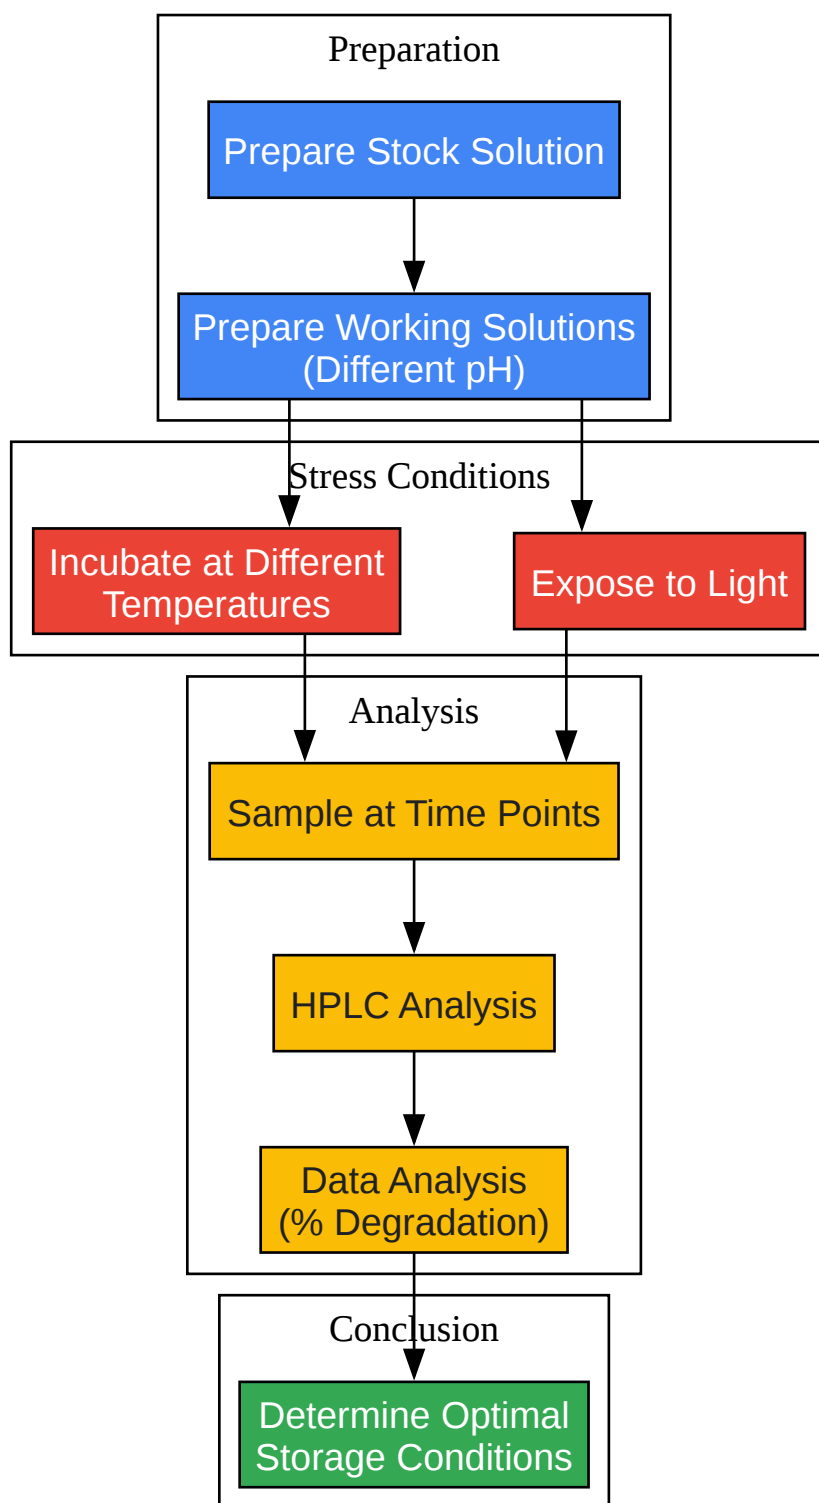 Preparation
Prepare Stock Solution
Prepare Working Solutions
(Different pH)
Stress Conditions
Incubate at Different
Temperatures
Expose to Light
Analysis
Sample at Time Points
HPLC Analysis
Data Analysis
(% Degradation)
Conclusion
Determine Optimal
Storage Conditions